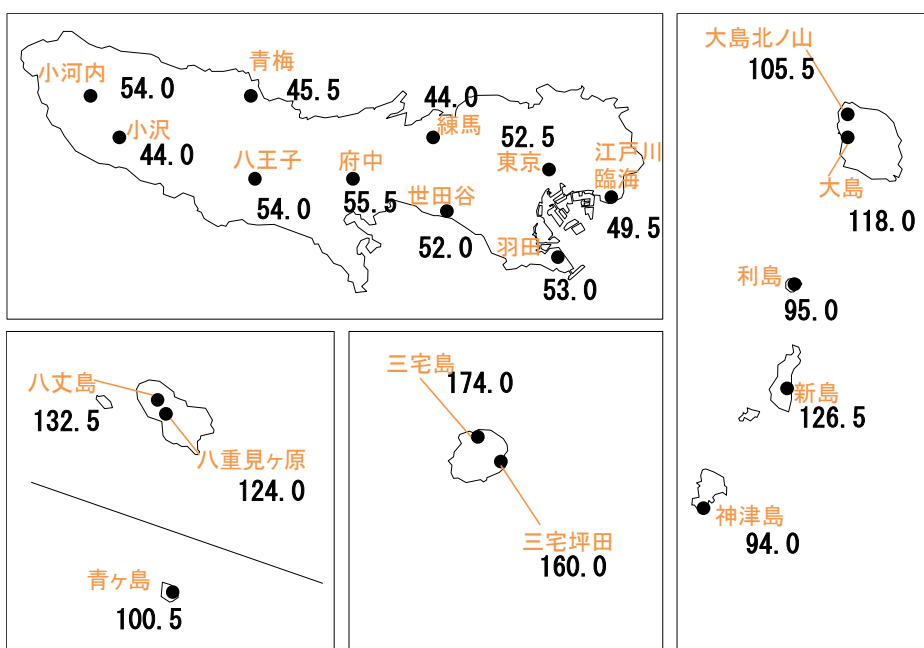 小河内
54.0
青梅
45.5
小沢
44.0
八王子
54.0
府中
55.5
44.0
練馬
世田谷
52.0
52.5
東京
江戸川
臨海
49.5
羽田
53.0
大島北ノ山
105.5
大島
118.0
利島
95.0
新島
126.5
神津島
94.0
八丈島
132.5
八重見ヶ原
124.0
青ヶ島
100.5
三宅島
174.0
三宅坪田
160.0